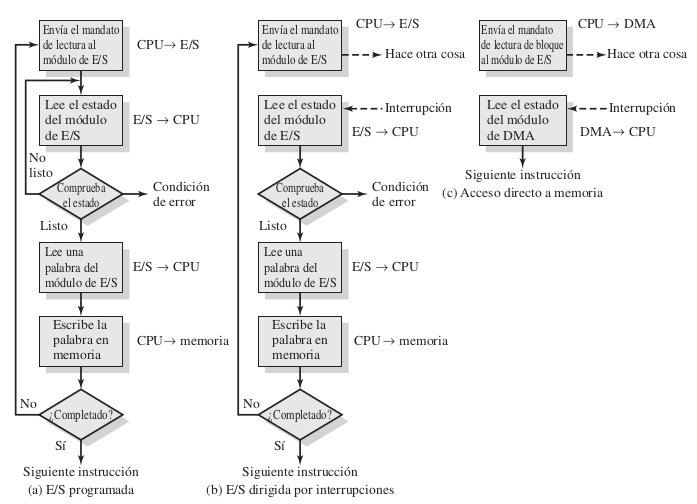 Envía el mandato
de lectura al
módulo de E/S
CPU→ E/S
Lee el estado
del módulo
de E/S
E/S → CPU
No
listo
Comprueba
el estado
Condición
de error
Listo
Lee una
palabra del
módulo de E/S
E/S → CPU
Escribe la
palabra en
memoria
CPU→ memoria
No
¿Completado?
Sí
Siguiente instrucción
(a) E/S programada
Envía el mandato
de lectura al
módulo de E/S
CPU→ E/S
Hace otra cosa
Lee el estado
del módulo
de E/S
Interrupción
E/S → CPU
Comprueba
el estado
Condición
de error
Listo
Lee una
palabra del
módulo de E/S
E/S → CPU
Escribe la
palabra en
memoria
CPU→ memoria
No
¿Completado?
Sí
Siguiente instrucción
(b) E/S dirigida por interrupciones
Envía el mandato
de lectura de bloque
al módulo de E/S
CPU → DMA
Hace otra cosa
Lee el estado
del módulo
de DMA
Interrupción
DMA→ CPU
Siguiente instrucción
(c) Acceso directo a memoria